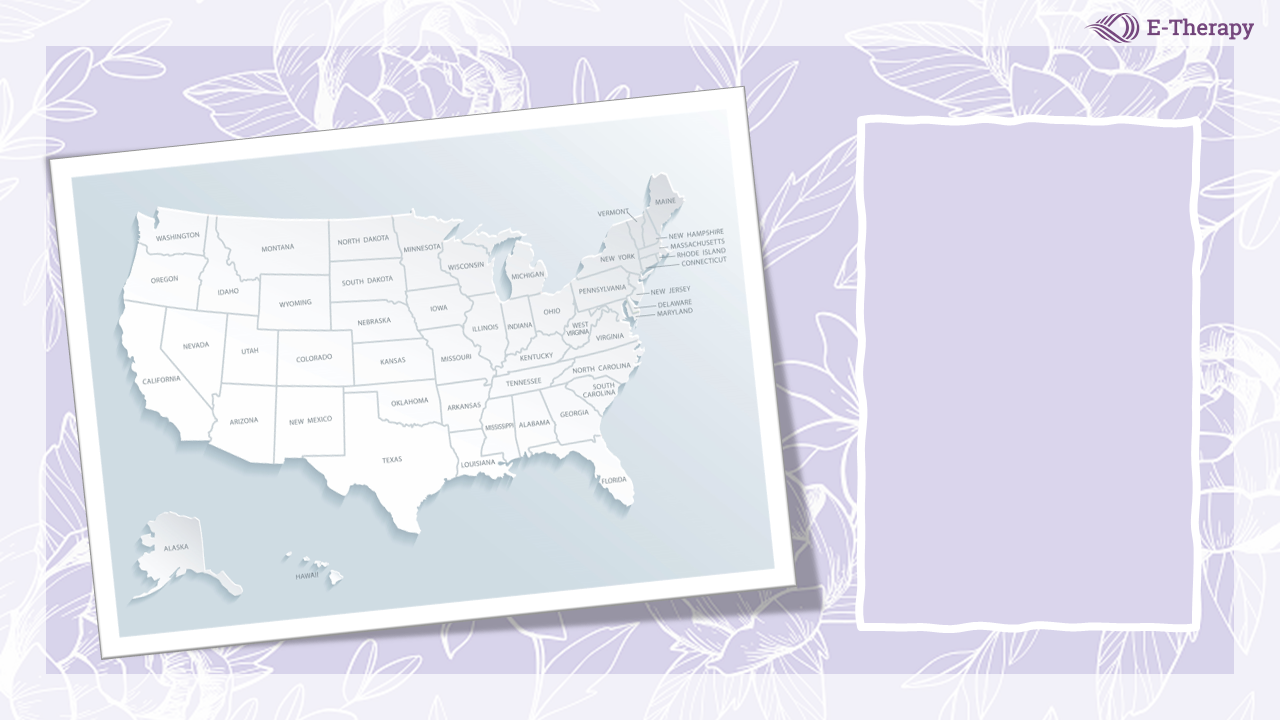 E-Therapy
WASHINGTON
OREGON
CALIFORNIA
NEVADA
IDAHO
MONTANA
WYOMING
UTAH
COLORADO
ARIZONA
NEW MEXICO
NORTH DAKOTA
SOUTH DAKOTA
NEBRASKA
KANSAS
OKLAHOMA
TEXAS
MINNESOTA
IOWA
MISSOURI
ARKANSAS
LOUISIANA
WISCONSIN
ILLINOIS
MICHIGAN
INDIANA
OHIO
KENTUCKY
TENNESSEE
MISSISSIPPI
ALABAMA
GEORGIA
FLORIDA
SOUTH
CAROLINA
NORTH CAROLINA
VIRGINIA
WEST
VIRGINIA
PENNSYLVANIA
NEW YORK
VERMONT
MAINE
NEW HAMPSHIRE
MASSACHUSETTS
RHODE ISLAND
CONNECTICUT
NEW JERSEY
DELAWARE
MARYLAND
ALASKA
HAWAII